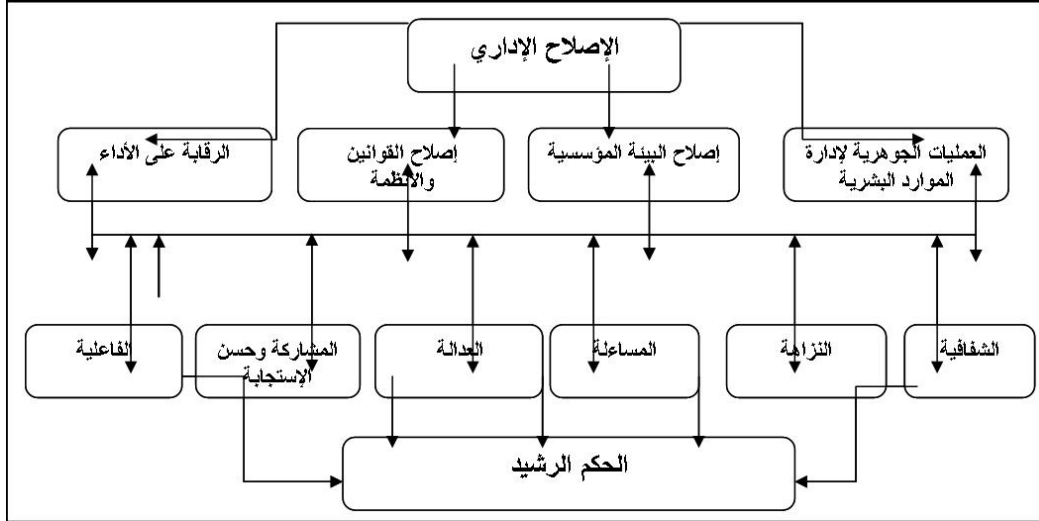 الإصلاح الإداري
العمليات الجوهرية لإدارة
الموارد البشرية
إصلاح البيئة المؤسسية
إصلاح القوانين
والأنظمة
الرقابة على الأداء
الشفافية
النزاهة
المساءلة
العدالة
المشاركة وحسن
الإستجابة
الفاعلية
الحكم الرشيد